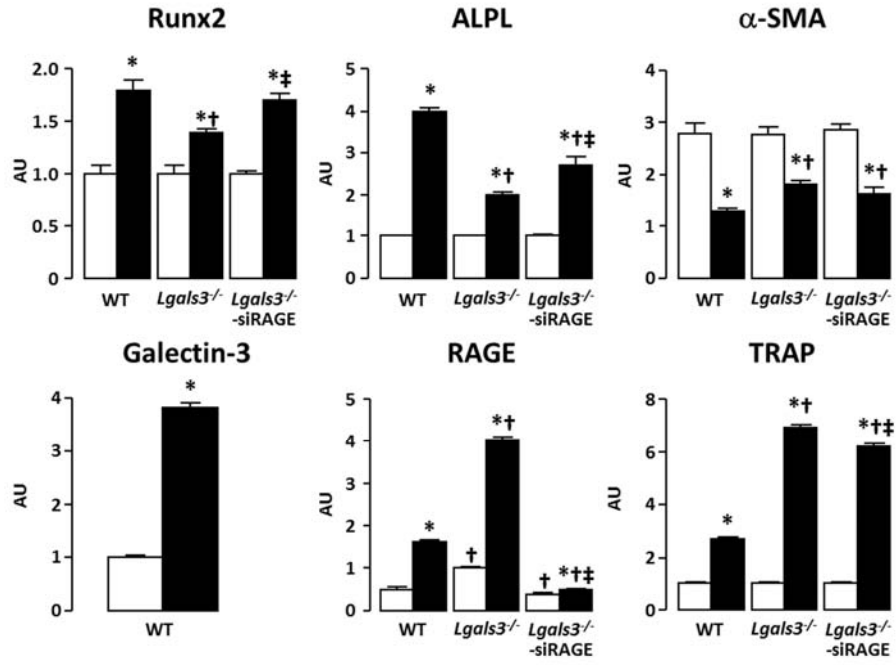 Runx2
AU
2.0
1.5
1.0
0.5
0
*
*†
*‡
WT
Lgals3-/-
Lgals3-/-
-siRAGE
ALPL
AU
5
4
3
2
1
0
*
*†
*†‡
WT
Lgals3-/-
Lgals3-/-
-siRAGE
α-SMA
AU
4
3
2
1
0
*
*†
*†
WT
Lgals3-/-
Lgals3-/-
-siRAGE
Galectin-3
AU
4
3
2
1
0
*
WT
RAGE
AU
5
4
3
2
1
0
*
†
*†
†
*†‡
WT
Lgals3-/-
Lgals3-/-
-siRAGE
TRAP
AU
8
6
4
2
0
*
*†
*†‡
WT
Lgals3-/-
Lgals3-/-
-siRAGE